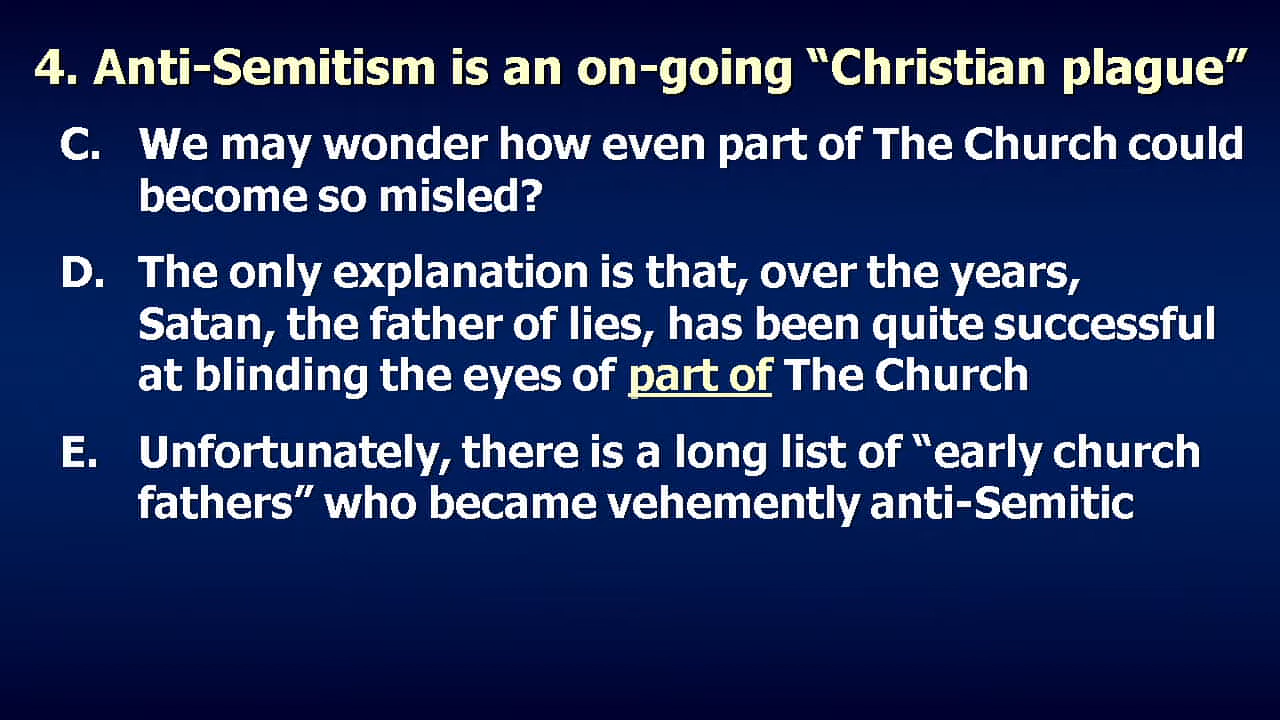 4. Anti-Semitism is an on-going “Christian plague”
C. We may wonder how even part of The Church could
become so misled?
D. The only explanation is that, over the years,
Satan, the father of lies, has been quite successful
at blinding the eyes of part of The Church
E. Unfortunately, there is a long list of “early church
fathers” who became vehemently anti-Semitic